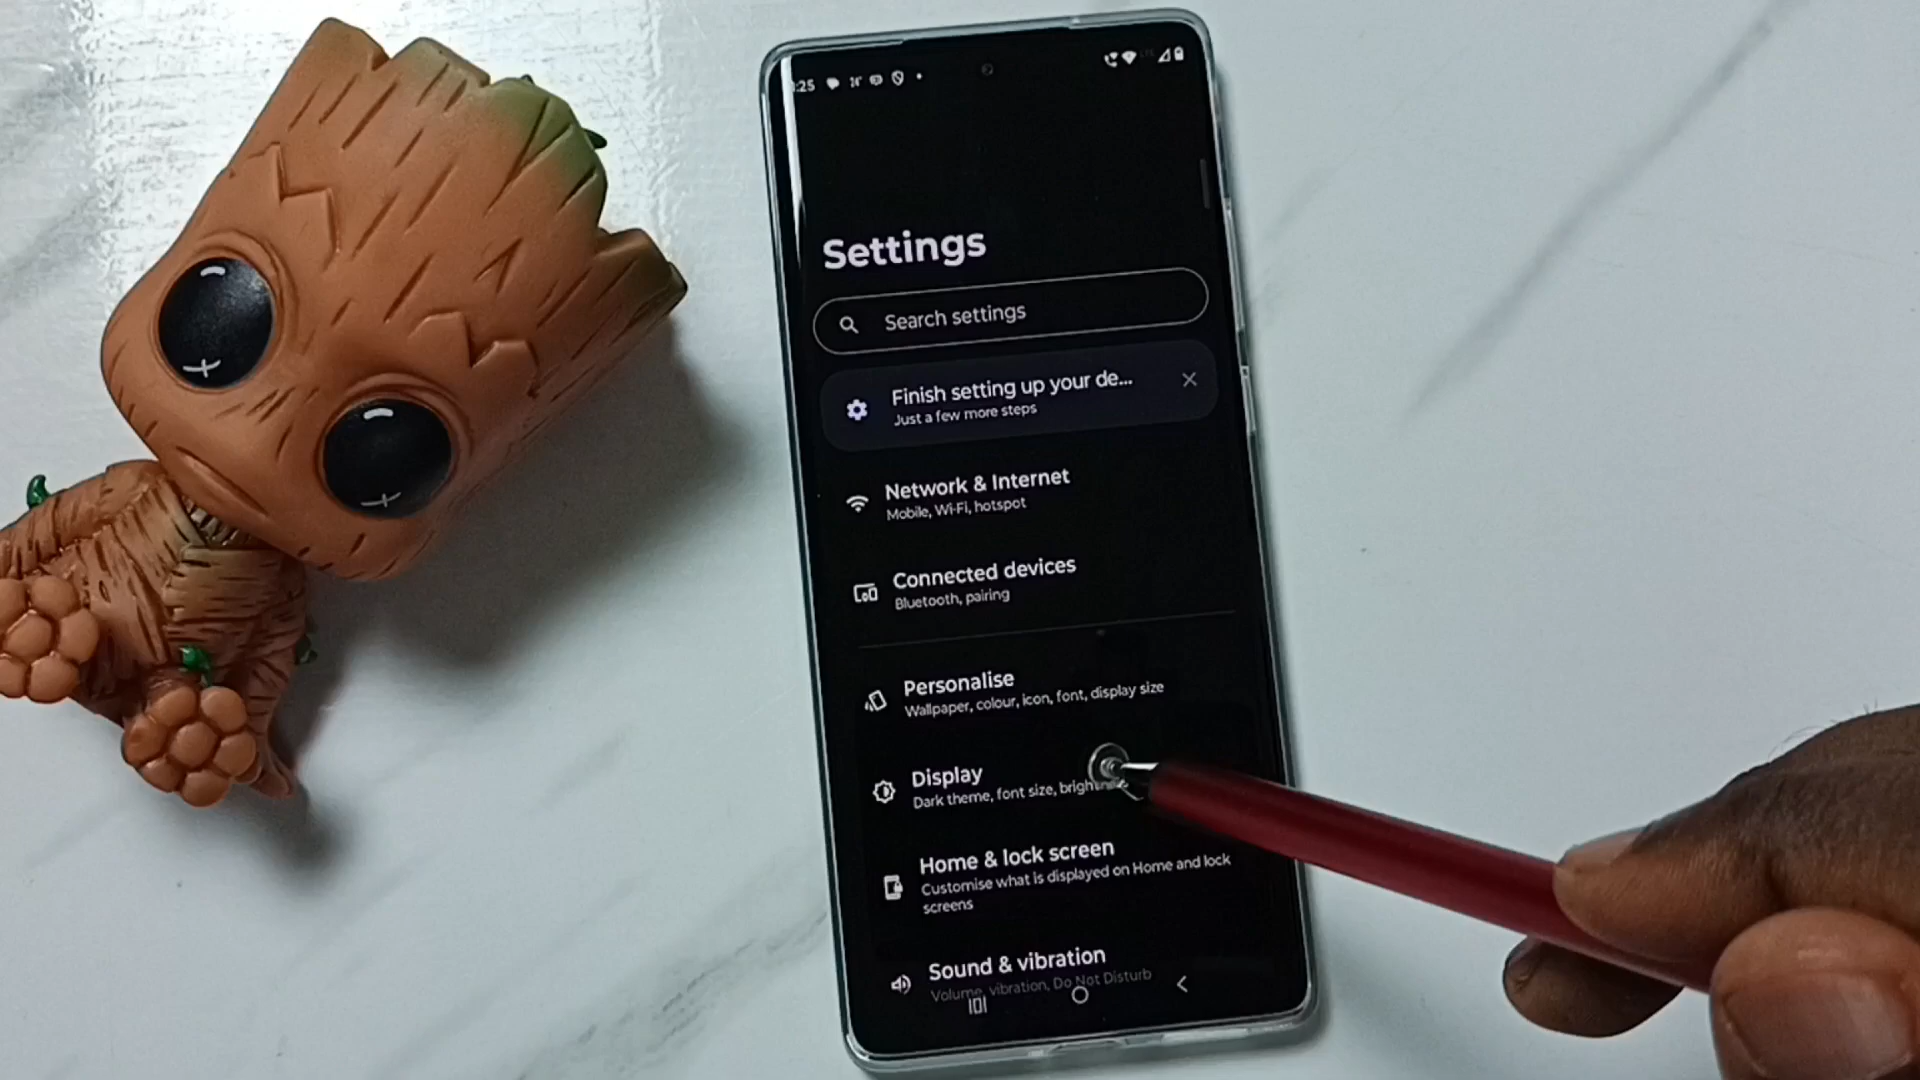 :25
Settings
Search settings
Finish setting up your de...
Just a few more steps
Network & Internet
Mobile, Wi-Fi, hotspot
Connected devices
Bluetooth, pairing
Personalise
Wallpaper, colour, icon, font, display size
Display
Dark theme, font size,
Home & lock screen
Customise what is displayed on Home and lock
screens
Sound & vibration
Volume, vibration, Do Not Disturb